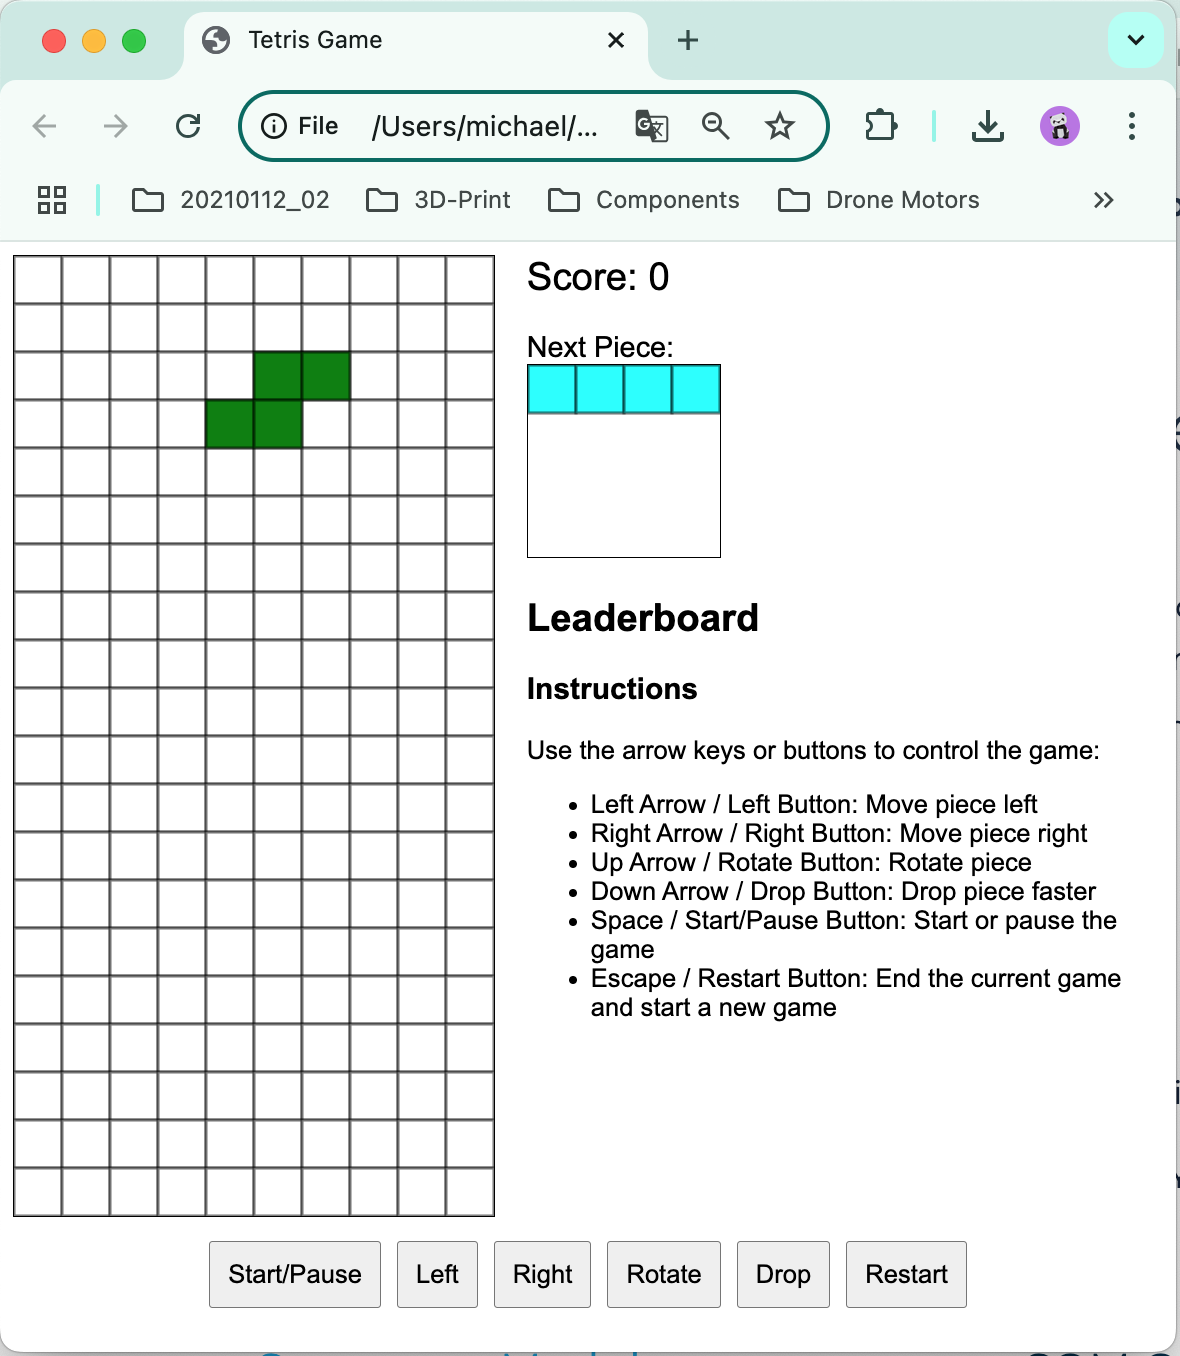 Tetris Game
File /Users/michael/...
20210112_02 3D-Print Components Drone Motors
Score: 0
Next Piece:
Leaderboard
Instructions
Use the arrow keys or buttons to control the game:
• Left Arrow / Left Button: Move piece left
• Right Arrow / Right Button: Move piece right
• Up Arrow / Rotate Button: Rotate piece
• Down Arrow / Drop Button: Drop piece faster
• Space / Start/Pause Button: Start or pause the
game
• Escape / Restart Button: End the current game
and start a new game
Start/Pause Left Right Rotate Drop Restart